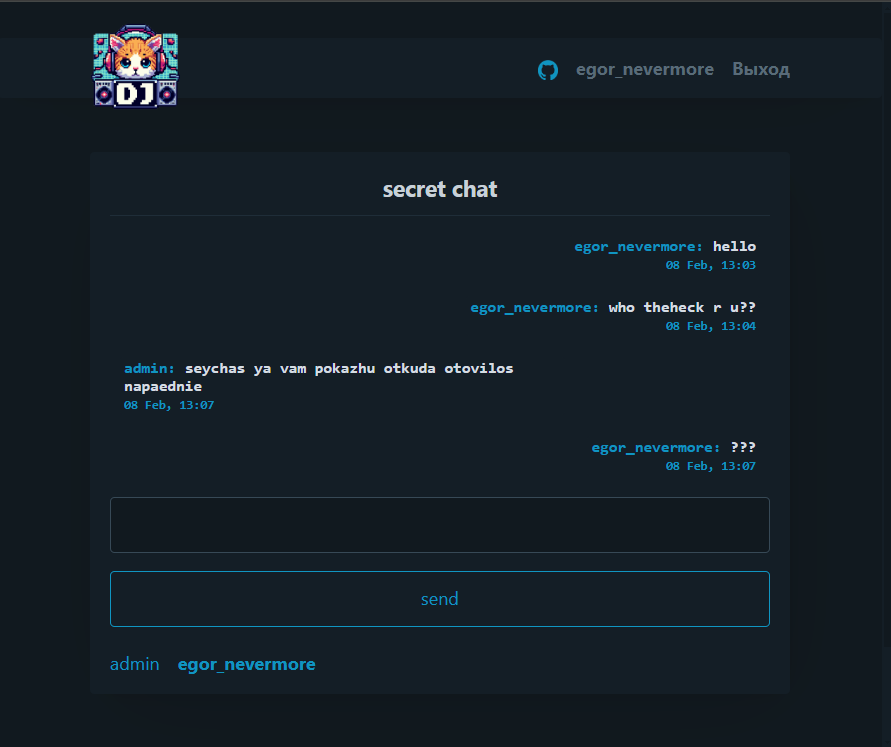 DJ
egor_nevermore Выход
secret chat
egor_nevermore: hello
08 Feb, 13:03
egor_nevermore: who theheck r u??
08 Feb, 13:04
admin: seychas ya vam pokazhu otkuda otovilos
napaednie
08 Feb, 13:07
egor_nevermore: ???
08 Feb, 13:07
send
admin egor_nevermore